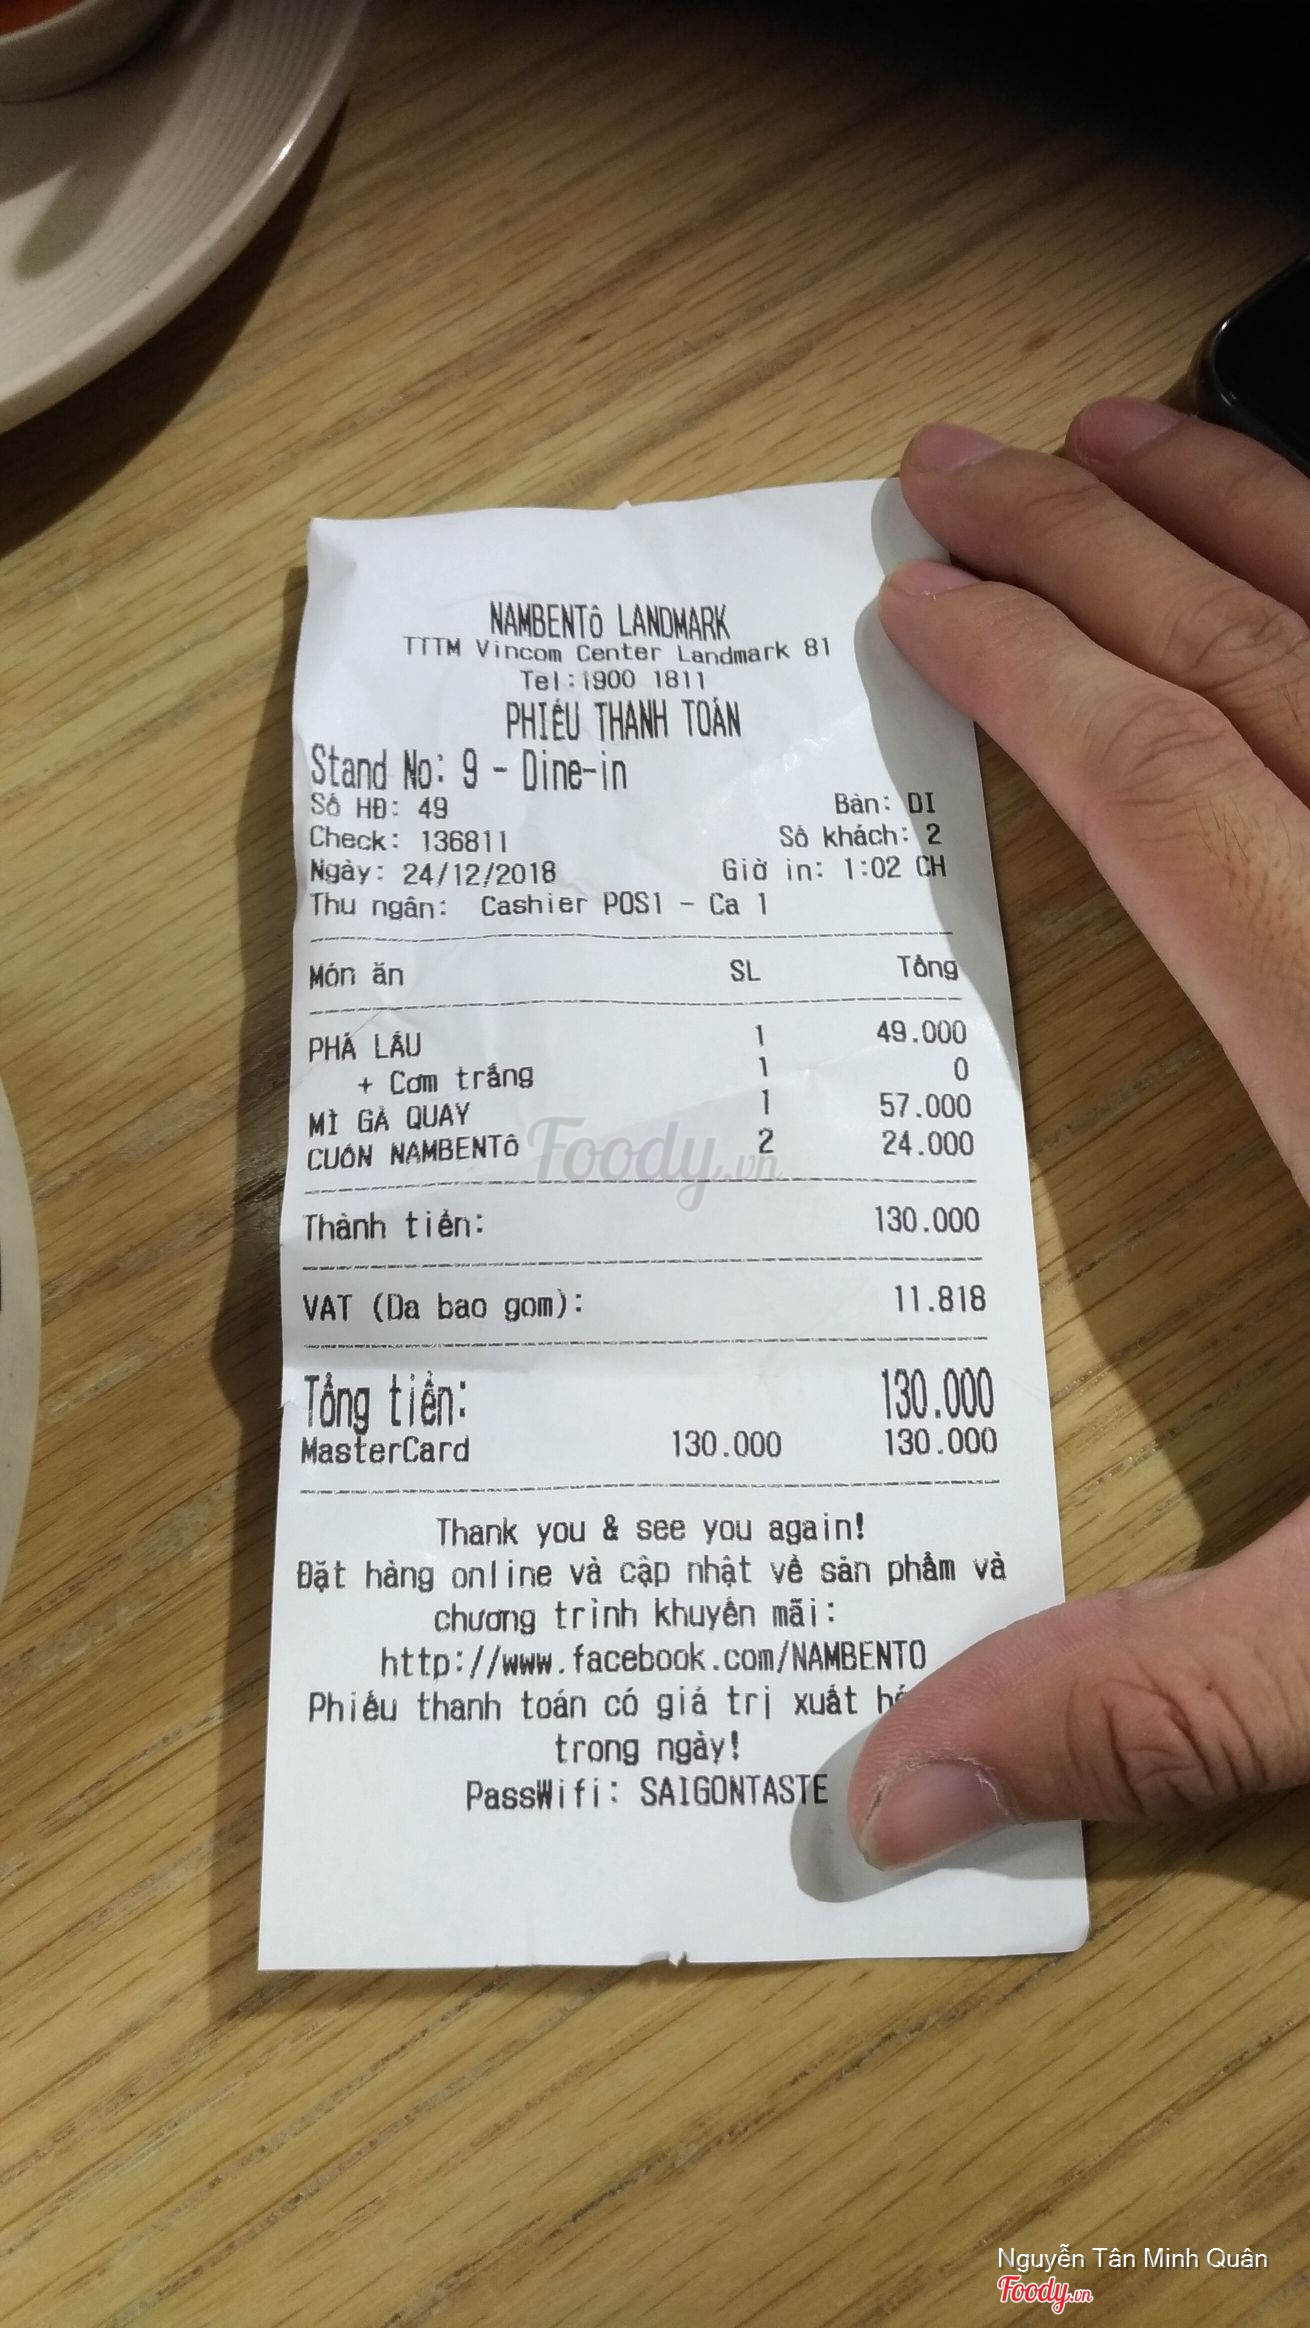 NAMBENTô LANDMARK
TTTM Vincom Center Landmark 81
Tel:1900 1811
PHIẾU THANH TOÁN
Stand No: 9 - Dine-in
Số HĐ: 49 Bàn: DI
Check: 136811 Số khách: 2
Ngày: 24/12/2018 Giờ in: 1:02 CH
Thu ngân: Cashier POS1 - Ca 1
Món ăn SL Tổng
PHÁ LẤU 1 49.000
+ Cơm trắng 1 0
MÌ GÀ QUAY 1 57.000
CUỐN NAMBENTô 2 24.000
Thành tiền: 130.000
VAT (Da bao gom): 11.818
Tổng tiền: 130.000
MasterCard 130.000 130.000
Thank you & see you again!
Đặt hàng online và cập nhật về sản phẩm và
chương trình khuyến mãi:
http://www.facebook.com/NAMBENTO
Phiếu thanh toán có giá trị xuất
trong ngày!
PassWifi: SAIGONTASTE
Foody.vn
Nguyễn Tân Minh Quân
Foody.vn